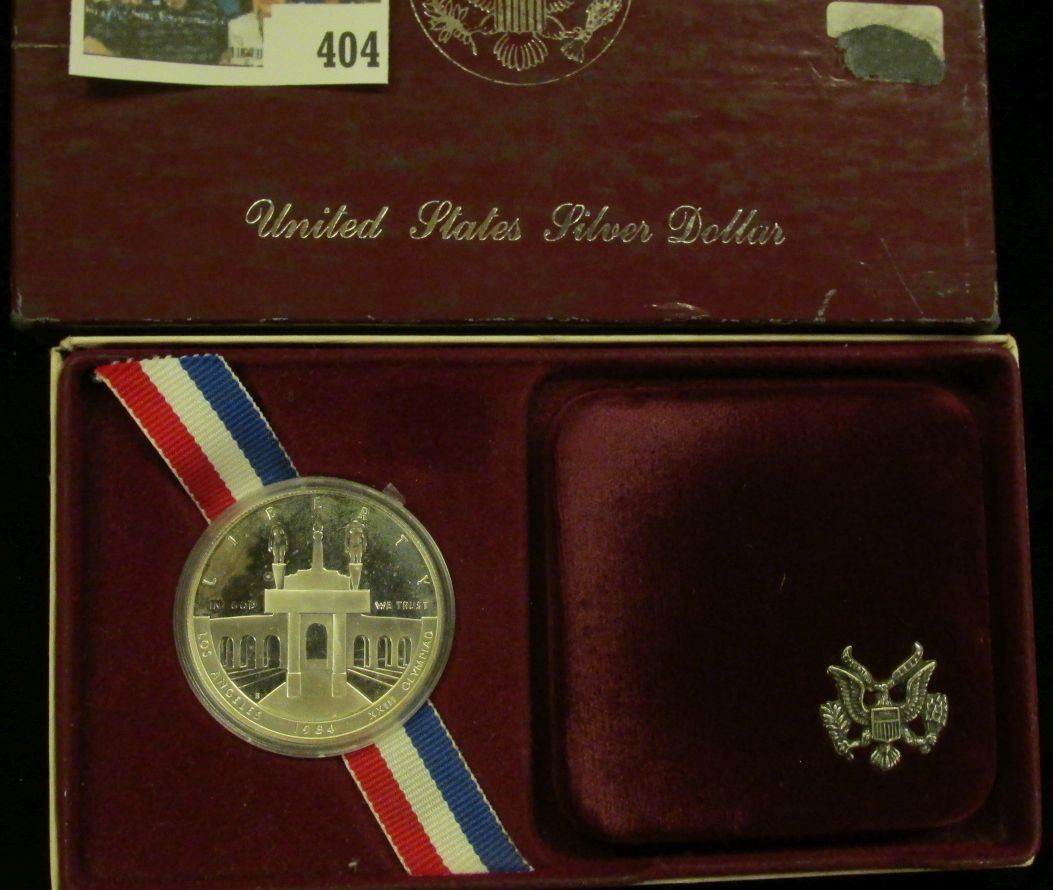 404
United States Silver Dollar
LIBERTY
IN GOD WE TRUST
LOS ANGELES XXIII OLYMPIAD
1984
S